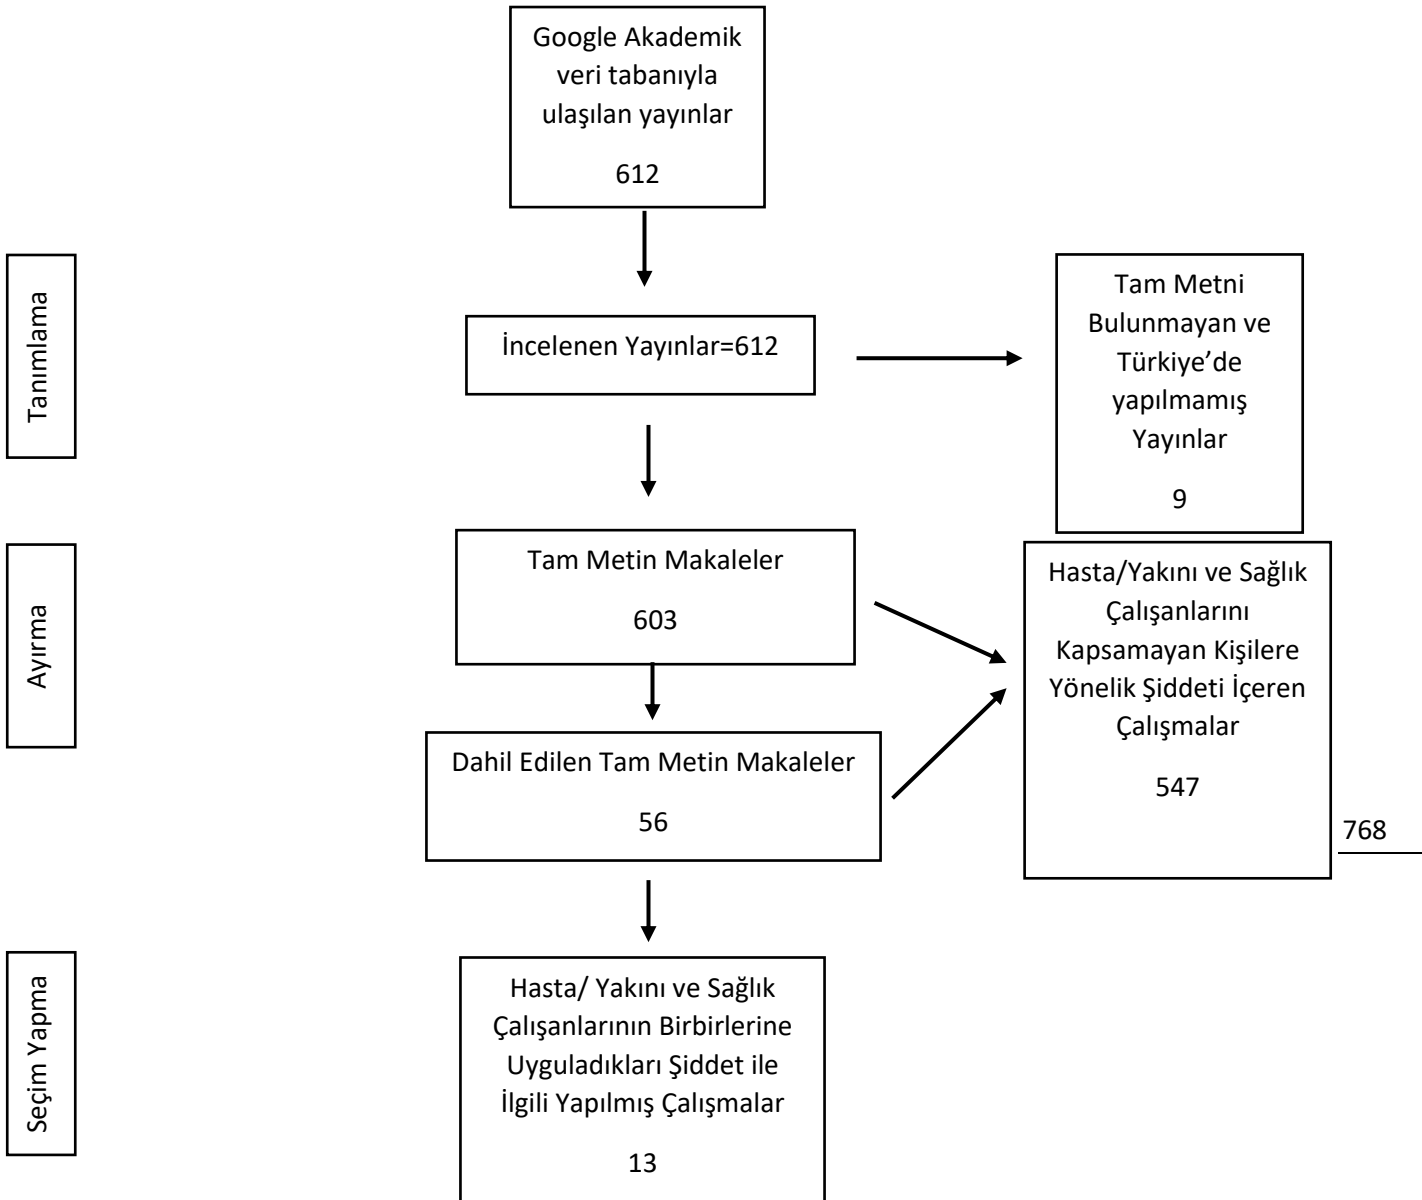 Google Akademik
veri tabanıyla
ulaşılan yayınlar
612
Tanımlama
İncelenen Yayınlar=612
Tam Metni
Bulunmayan ve
Türkiye’de
yapılmamış
Yayınlar
9
Ayırma
Tam Metin Makaleler
603
Hasta/Yakını ve Sağlık
Çalışanlarını
Kapsamayan Kişilere
Yönelik Şiddeti İçeren
Çalışmalar
547
Dahil Edilen Tam Metin Makaleler
56
768
Seçim Yapma
Hasta/ Yakını ve Sağlık
Çalışanlarının Birbirlerine
Uyguladıkları Şiddet ile
İlgili Yapılmış Çalışmalar
13